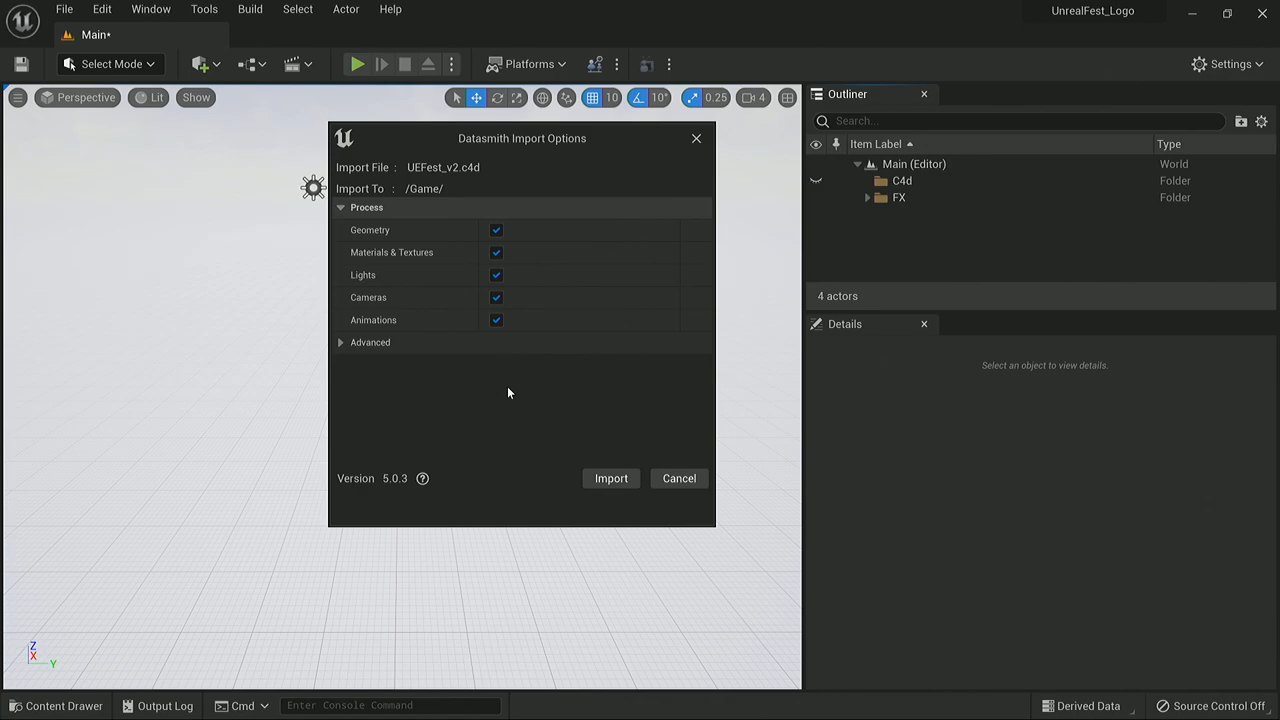 File Edit Window Tools Build Select Actor Help
UnrealFest_Logo
Main*
Select Mode
Platforms
Settings
Perspective Lit Show
10 10° 0.25 4
Datasmith Import Options
Import File : UEFest_v2.c4d
Import To : /Game/
Process
Geometry
Materials & Textures
Lights
Cameras
Animations
Advanced
Version 5.0.3 ?
Import Cancel
Z
X
Y
Outliner
Search...
Item Label Type
Main (Editor) World
C4d Folder
FX Folder
4 actors
Details
Select an object to view details.
Content Drawer Output Log Cmd Enter Console Command Derived Data Source Control Off